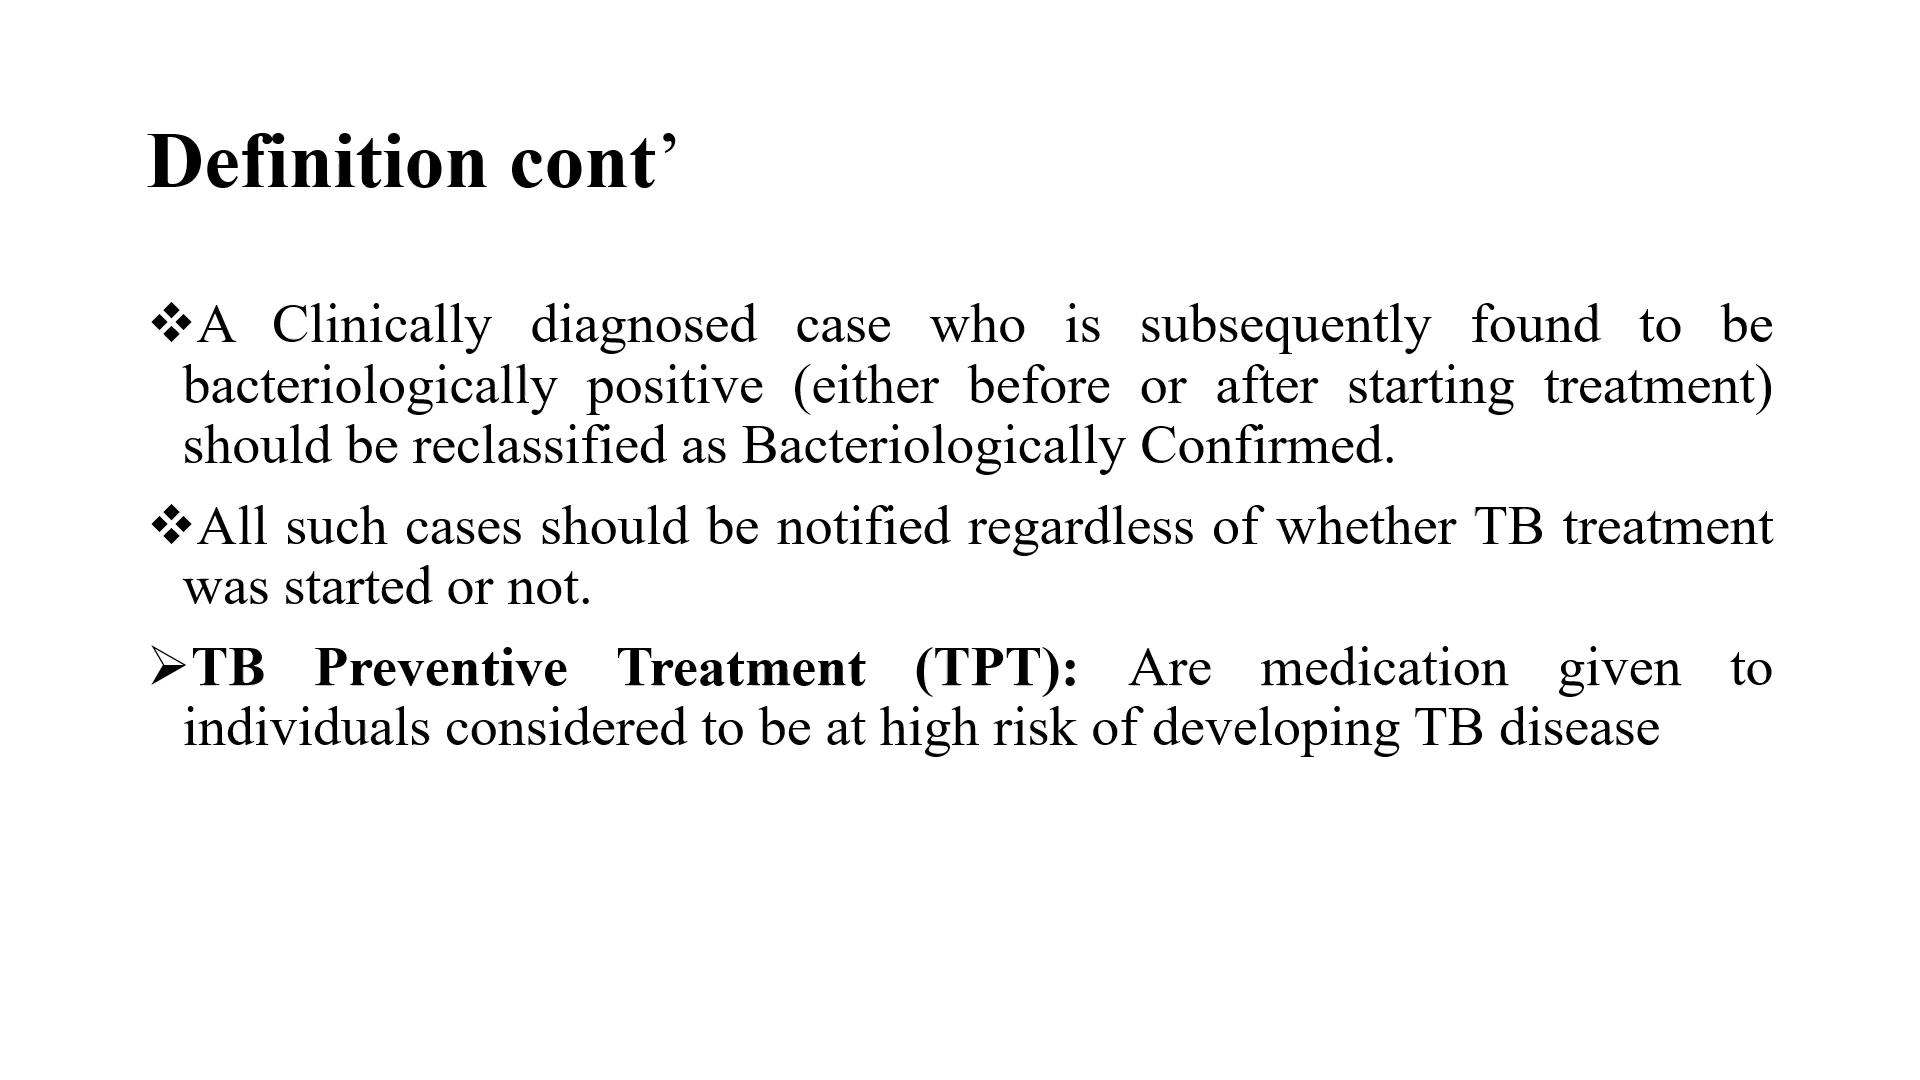 Definition cont’
❖A Clinically diagnosed case who is subsequently found to be
bacteriologically positive (either before or after starting treatment)
should be reclassified as Bacteriologically Confirmed.
❖All such cases should be notified regardless of whether TB treatment
was started or not.
➢TB Preventive Treatment (TPT): Are medication given to
individuals considered to be at high risk of developing TB disease